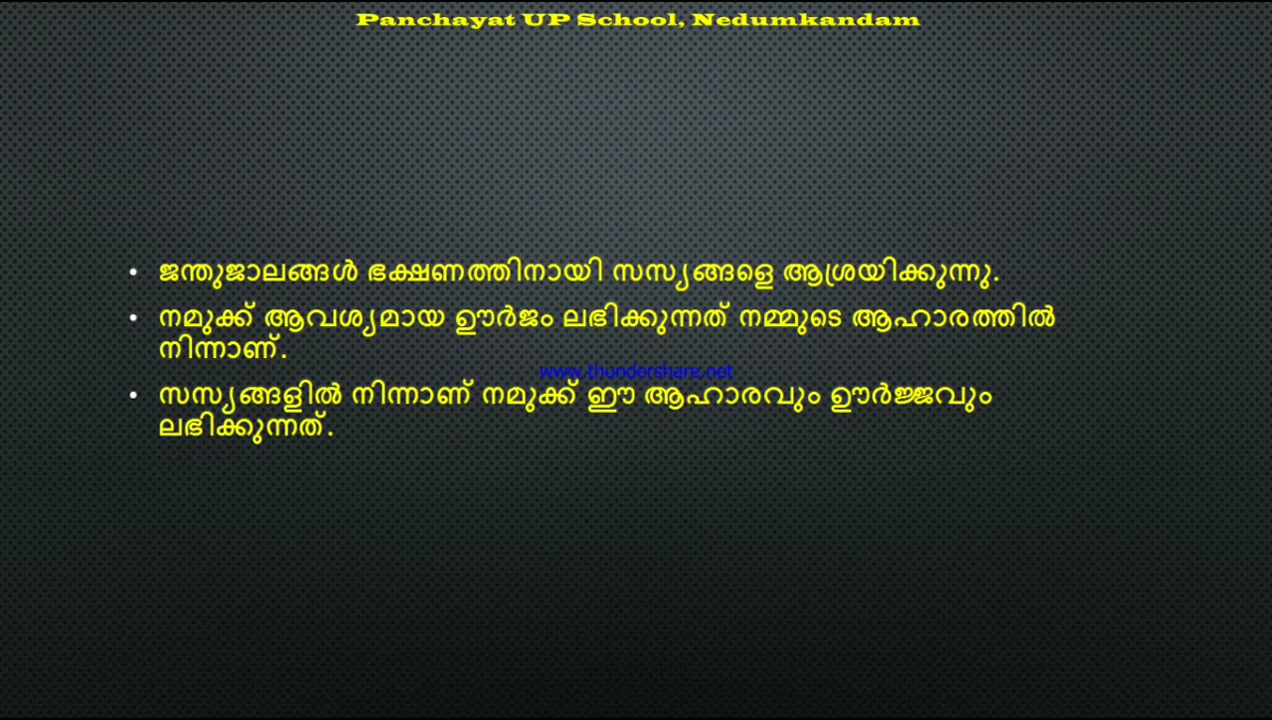 Panchayat UP School, Nedumkandam
• ജന്തുജാലങ്ങൾ ഭക്ഷണത്തിനായി സസ്യങ്ങളെ ആശ്രയിക്കുന്നു.
• നമുക്ക് ആവശ്യമായ ഊർജം ലഭിക്കുന്നത് നമ്മുടെ ആഹാരത്തിൽ
നിന്നാണ്.
www.thundershare.net
• സസ്യങ്ങളിൽ നിന്നാണ് നമുക്ക് ഈ ആഹാരവും ഊർജ്ജവും
ലഭിക്കുന്നത്.